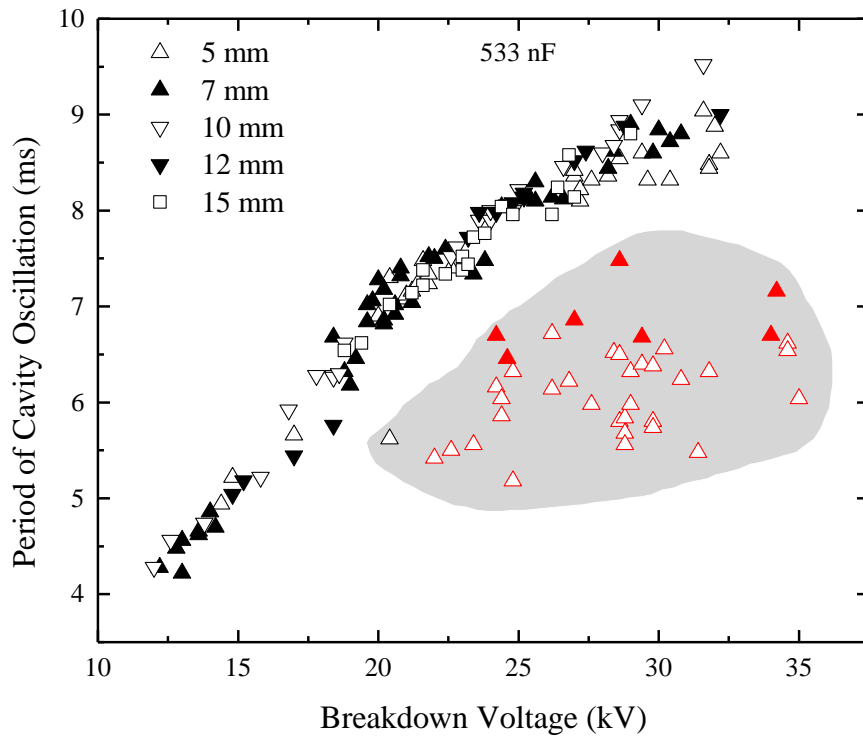 10
9
8
7
6
5
4
10
15
20
25
30
35
Period of Cavity Oscillation (ms)
Breakdown Voltage (kV)
533 nF
5 mm
7 mm
10 mm
12 mm
15 mm